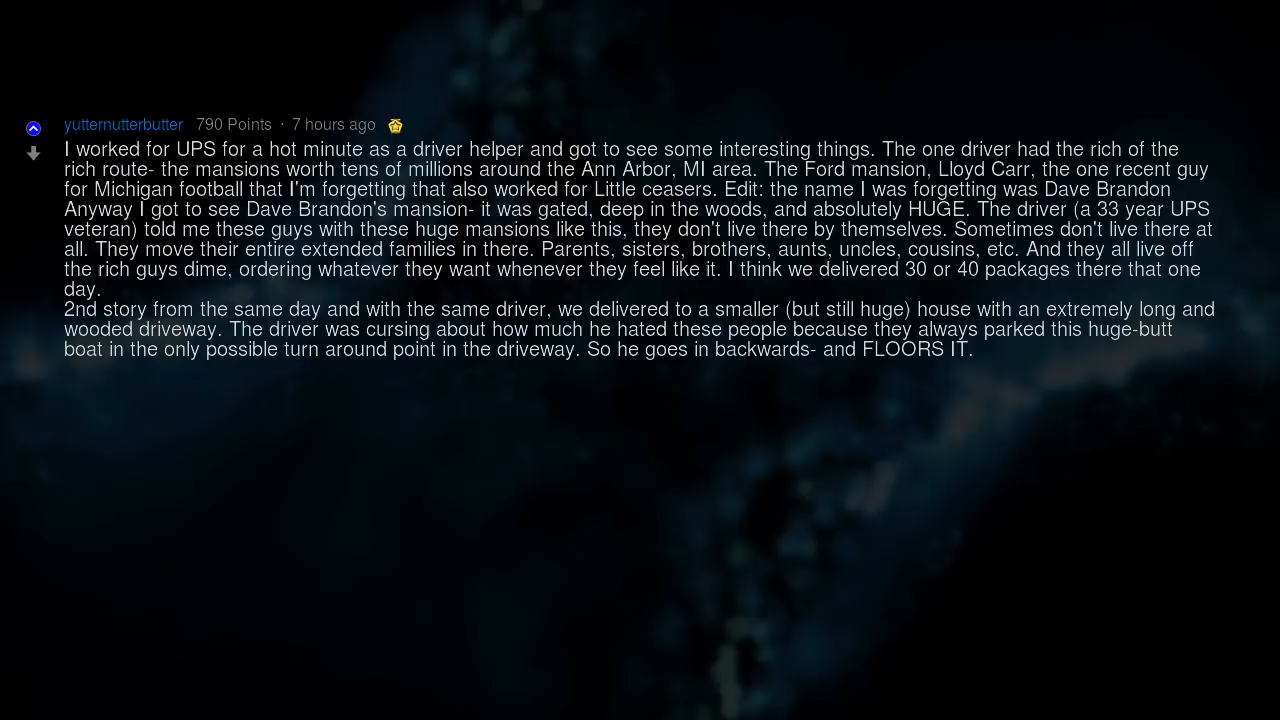 yutternutterbutter 790 Points · 7 hours ago
I worked for UPS for a hot minute as a driver helper and got to see some interesting things. The one driver had the rich of the
rich route- the mansions worth tens of millions around the Ann Arbor, MI area. The Ford mansion, Lloyd Carr, the one recent guy
for Michigan football that I'm forgetting that also worked for Little ceasers. Edit: the name I was forgetting was Dave Brandon
Anyway I got to see Dave Brandon's mansion- it was gated, deep in the woods, and absolutely HUGE. The driver (a 33 year UPS
veteran) told me these guys with these huge mansions like this, they don't live there by themselves. Sometimes don't live there at
all. They move their entire extended families in there. Parents, sisters, brothers, aunts, uncles, cousins, etc. And they all live off
the rich guys dime, ordering whatever they want whenever they feel like it. I think we delivered 30 or 40 packages there that one
day.
2nd story from the same day and with the same driver, we delivered to a smaller (but still huge) house with an extremely long and
wooded driveway. The driver was cursing about how much he hated these people because they always parked this huge-butt
boat in the only possible turn around point in the driveway. So he goes in backwards- and FLOORS IT.